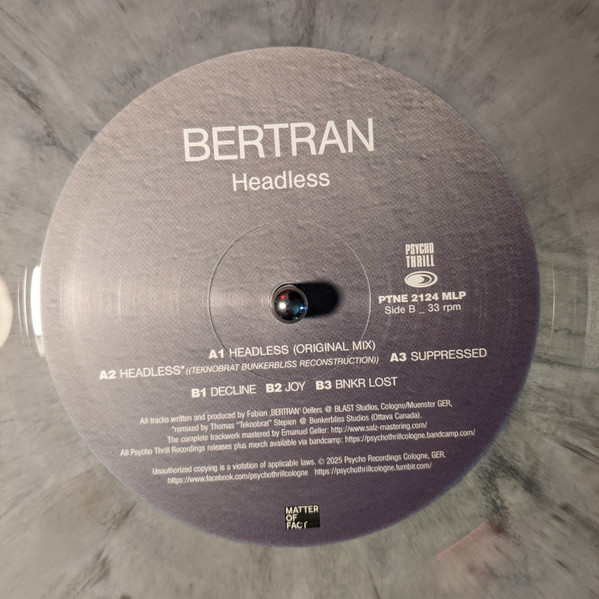 BERTRAN
Headless
PSYCHO
THRILL
PTNE 2124 MLP
Side B _ 33 rpm
A1 HEADLESS (ORIGINAL MIX)
A2 HEADLESS* ((TEKNOBRAT BUNKERBLISS RECONSTRUCTION)) A3 SUPPRESSED
B1 DECLINE B2 JOY B3 BNKR LOST
All tracks written and produced by Fabian ‚BERTRAN' Oellers @ BLAST Studios, Cologne/Muenster GER,
*remixed by Thomas "Teknobrat" Stepien @ Bunkerbliss Studios (Ottava Canada).
The complete trackwork mastered by Emanuel Geller: http://www.salz-mastering.com/
All Psycho Thrill Recordings releases plus merch available via bandcamp: https://psychothrillcologne.bandcamp.com/
Unauthorized copying is a violation of applicable laws. © 2025 Psycho Recordings Cologne, GER.
https://www.facebook.com/psychothrillcologne https://psychothrillcologne.tumblr.com/
MATTER
OF
FACT